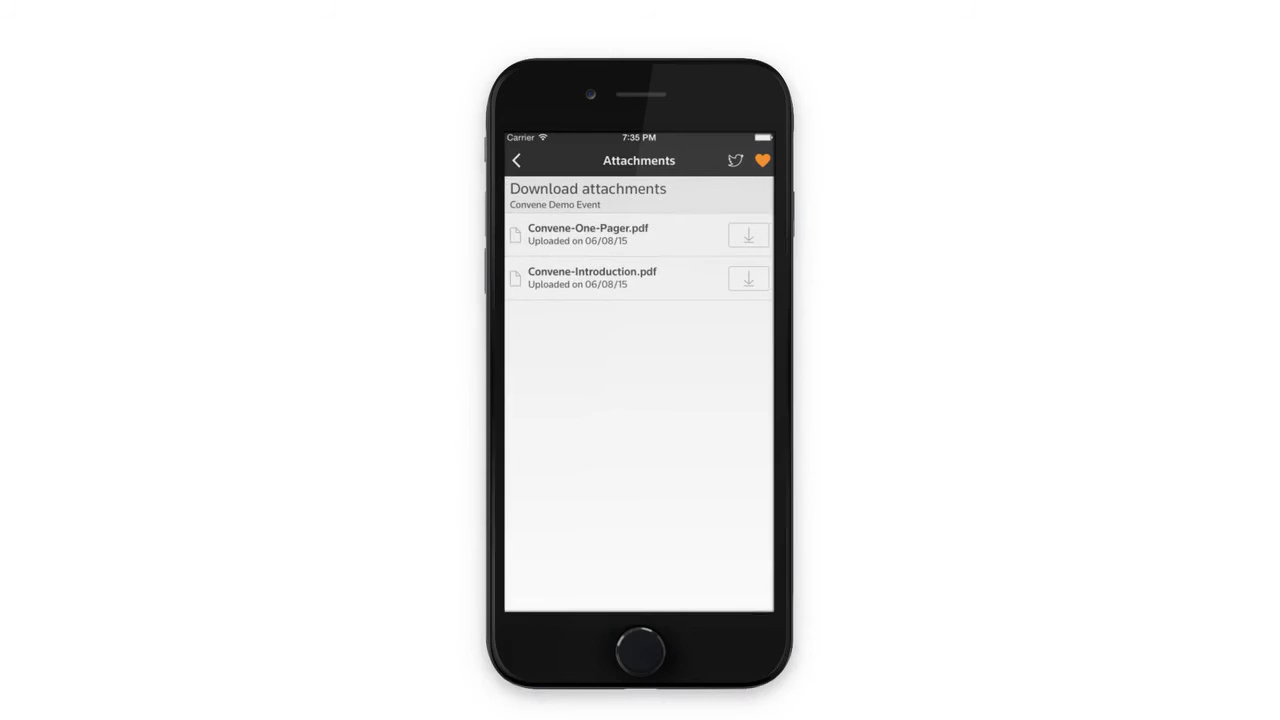 Carrier 7:35 PM
Attachments
Download attachments
Convene Demo Event
Convene-One-Pager.pdf
Uploaded on 06/08/15
Convene-Introduction.pdf
Uploaded on 06/08/15